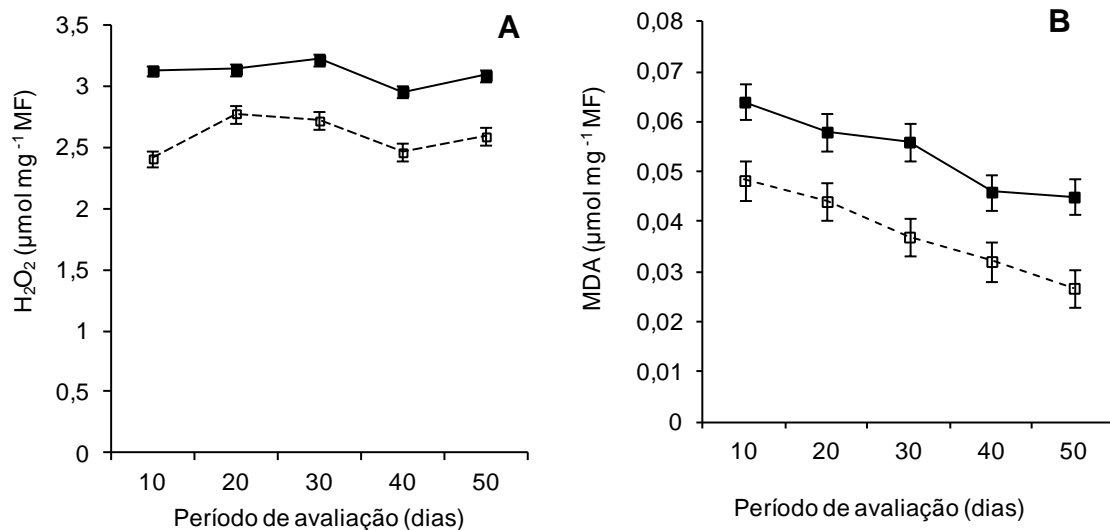 A
H₂O₂ (µmol mg ⁻¹ MF)
3,5
3
2,5
2
1,5
1
0,5
0
10 20 30 40 50
Período de avaliação (dias)
B
MDA (µmol mg ⁻¹ MF)
0,08
0,07
0,06
0,05
0,04
0,03
0,02
0,01
0
10 20 30 40 50
Período de avaliação (dias)